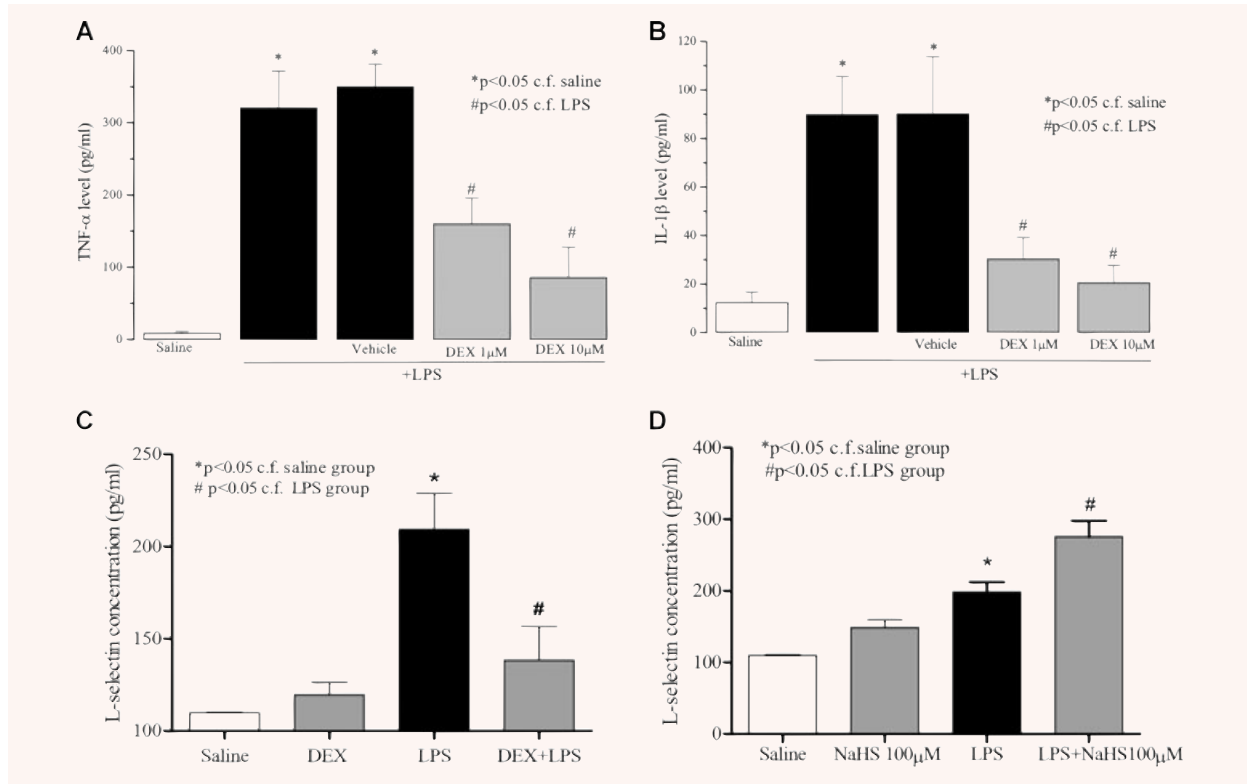 A
TNF-α level (pg/ml)
400
300
200
100
0
*
*
#
#
*p<0.05 c.f. saline
#p<0.05 c.f. LPS
Saline
Vehicle
DEX 1μM
DEX 10μM
+LPS
B
IL-1β level (pg/ml)
120
100
80
60
40
20
0
*
*
#
#
*p<0.05 c.f. saline
#p<0.05 c.f. LPS
Saline
Vehicle
DEX 1μM
DEX 10μM
+LPS
C
L-selectin concentration (pg/ml)
250
200
150
100
*p<0.05 c.f. saline group
# p<0.05 c.f. LPS group
*
#
Saline
DEX
LPS
DEX+LPS
D
L-selection concentration (pg/ml)
400
300
200
100
0
*p<0.05 c.f.saline group
#p<0.05 c.f.LPS group
*
#
Saline
NaHS 100μM
LPS
LPS+NaHS100μM